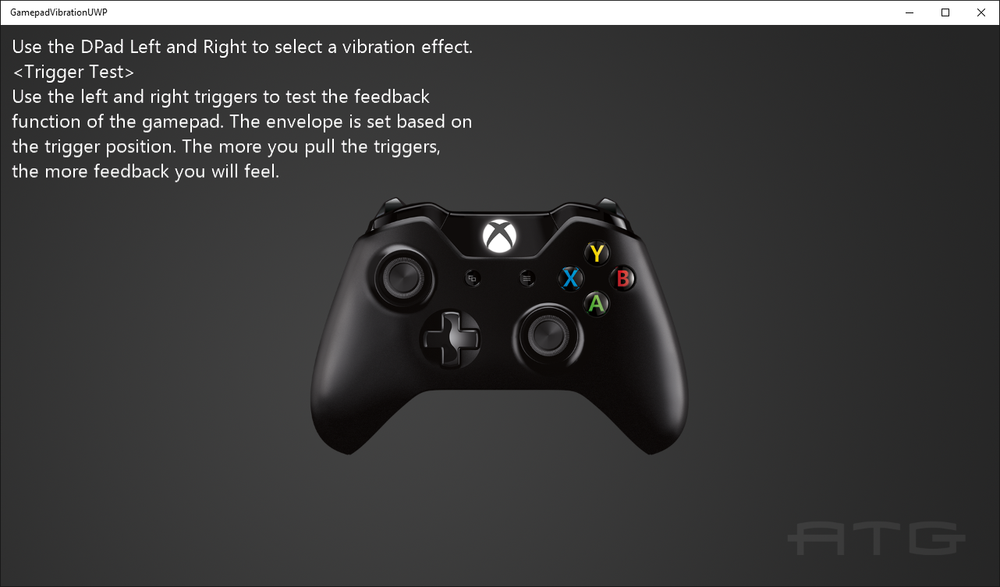 GamepadVibrationUWP
Use the DPad Left and Right to select a vibration effect.
<Trigger Test>
Use the left and right triggers to test the feedback
function of the gamepad. The envelope is set based on
the trigger position. The more you pull the triggers,
the more feedback you will feel.
Y
X
B
A
ATG